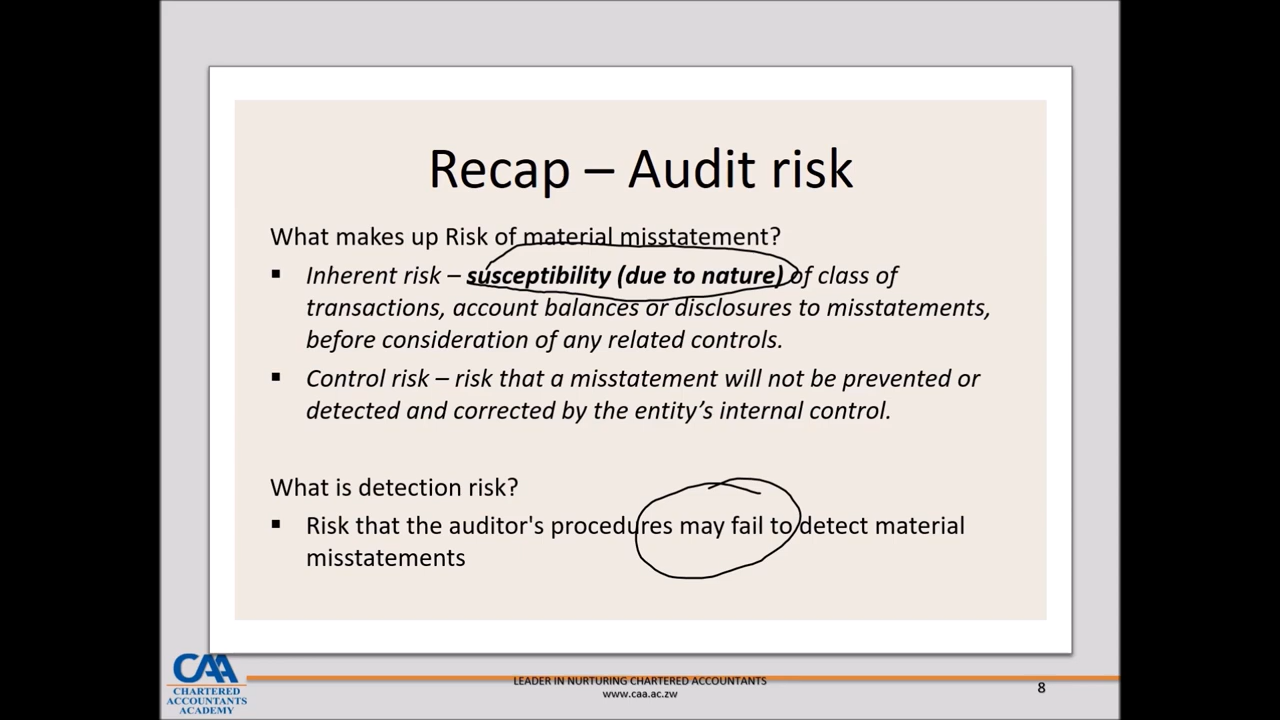 Recap – Audit risk
What makes up Risk of material misstatement?
▪ Inherent risk – susceptibility (due to nature) of class of
transactions, account balances or disclosures to misstatements,
before consideration of any related controls.
▪ Control risk – risk that a misstatement will not be prevented or
detected and corrected by the entity’s internal control.
What is detection risk?
▪ Risk that the auditor's procedures may fail to detect material
misstatements
CAA
CHARTERED
ACCOUNTANTS
ACADEMY
LEADER IN NURTURING CHARTERED ACCOUNTANTS
www.caa.ac.zw
8